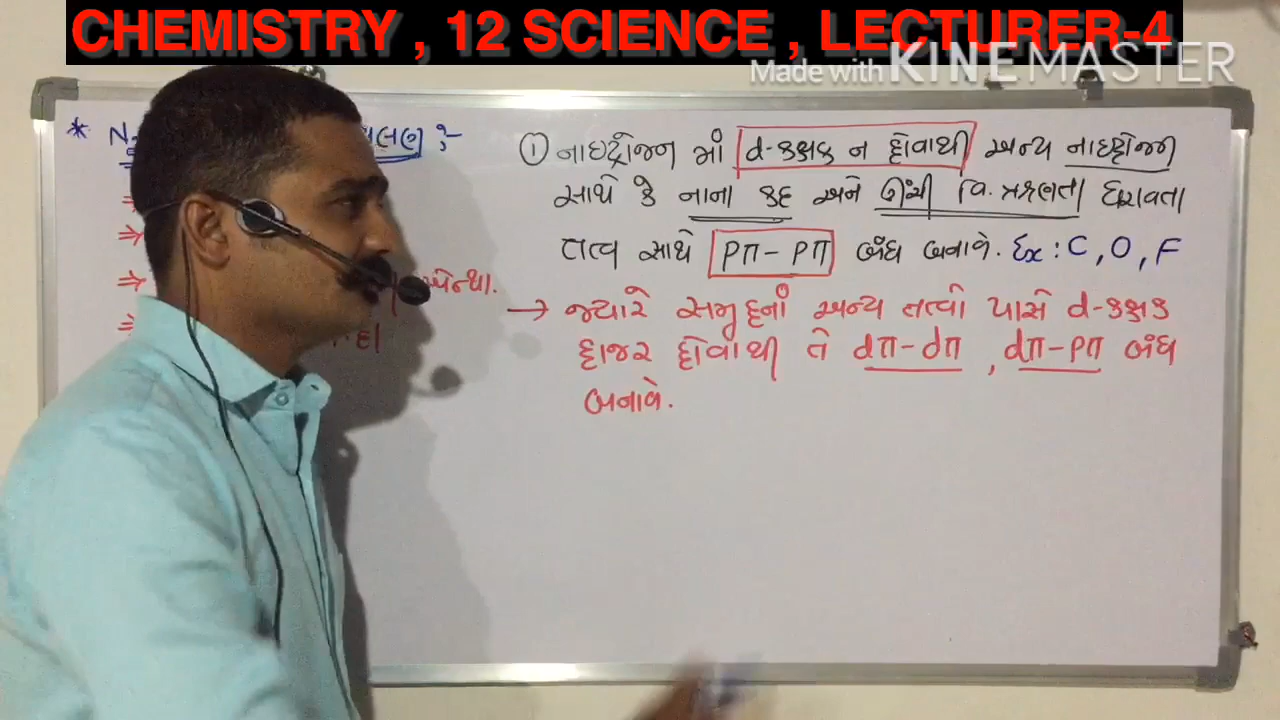 CHEMISTRY , 12 SCIENCE , LECTURER-4
Made with KINEMASTER
① નાઇટ્રોજન માં d-કક્ષક ન હોવાથી અન્ય નાઇટ્રોજન
સાથે કે નાના કદ અને ઊંચી વિ.ઋણતા ધરાવતા
તત્વ સાથે pπ-pπ બંધ બનાવે. Ex: C, O, F
→ જ્યારે સમૂહનાં અન્ય તત્વો પાસે d-કક્ષક
હાજર હોવાથી તે dπ-dπ, dπ-pπ બંધ
બનાવે.